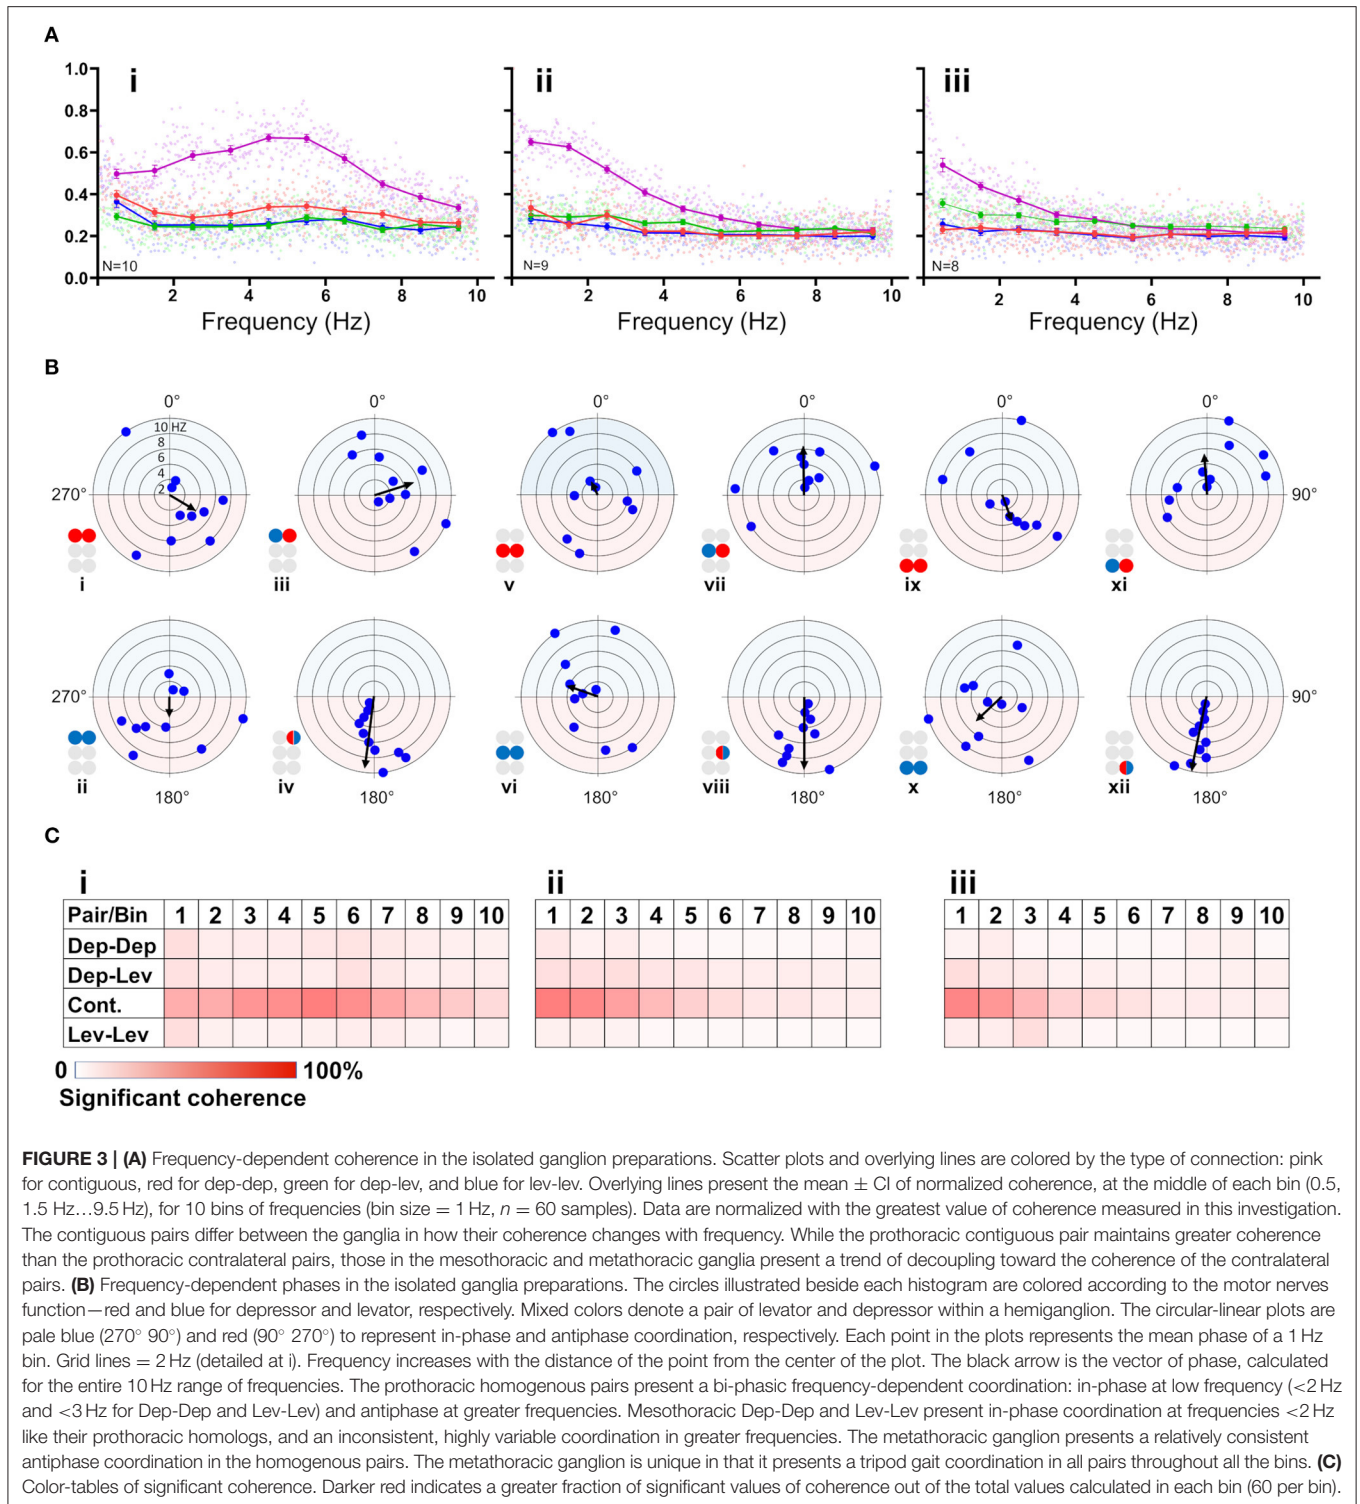 A
i
ii
iii
1.0
0.8
0.6
0.4
0.2
0.0
N=10
N=9
N=8
2 4 6 8 10
2 4 6 8 10
2 4 6 8 10
Frequency (Hz)
Frequency (Hz)
Frequency (Hz)
B
0° 0° 0° 0° 0° 0°
10 HZ
8
6
4
2
270°
90°
i iii v vii ix xi
270°
90°
ii iv vi viii x xii
180° 180° 180° 180° 180° 180°
C
i
ii
iii
Pair/Bin 1 2 3 4 5 6 7 8 9 10
1 2 3 4 5 6 7 8 9 10
1 2 3 4 5 6 7 8 9 10
Dep-Dep
Dep-Lev
Cont.
Lev-Lev
0 100%
Significant coherence
FIGURE 3 | (A) Frequency-dependent coherence in the isolated ganglion preparations. Scatter plots and overlying lines are colored by the type of connection: pink
for contiguous, red for dep-dep, green for dep-lev, and blue for lev-lev. Overlying lines present the mean ± CI of normalized coherence, at the middle of each bin (0.5,
1.5 Hz...9.5 Hz), for 10 bins of frequencies (bin size = 1 Hz, n = 60 samples). Data are normalized with the greatest value of coherence measured in this investigation.
The contiguous pairs differ between the ganglia in how their coherence changes with frequency. While the prothoracic contiguous pair maintains greater coherence
than the prothoracic contralateral pairs, those in the mesothoracic and metathoracic ganglia present a trend of decoupling toward the coherence of the contralateral
pairs. (B) Frequency-dependent phases in the isolated ganglia preparations. The circles illustrated beside each histogram are colored according to the motor nerves
function—red and blue for depressor and levator, respectively. Mixed colors denote a pair of levator and depressor within a hemiganglion. The circular-linear plots are
pale blue (270° 90°) and red (90° 270°) to represent in-phase and antiphase coordination, respectively. Each point in the plots represents the mean phase of a 1 Hz
bin. Grid lines = 2 Hz (detailed at i). Frequency increases with the distance of the point from the center of the plot. The black arrow is the vector of phase, calculated
for the entire 10 Hz range of frequencies. The prothoracic homogenous pairs present a bi-phasic frequency-dependent coordination: in-phase at low frequency (<2 Hz
and <3 Hz for Dep-Dep and Lev-Lev) and antiphase at greater frequencies. Mesothoracic Dep-Dep and Lev-Lev present in-phase coordination at frequencies <2 Hz
like their prothoracic homologs, and an inconsistent, highly variable coordination in greater frequencies. The metathoracic ganglion presents a relatively consistent
antiphase coordination in the homogenous pairs. The metathoracic ganglion is unique in that it presents a tripod gait coordination in all pairs throughout all the bins. (C)
Color-tables of significant coherence. Darker red indicates a greater fraction of significant values of coherence out of the total values calculated in each bin (60 per bin).